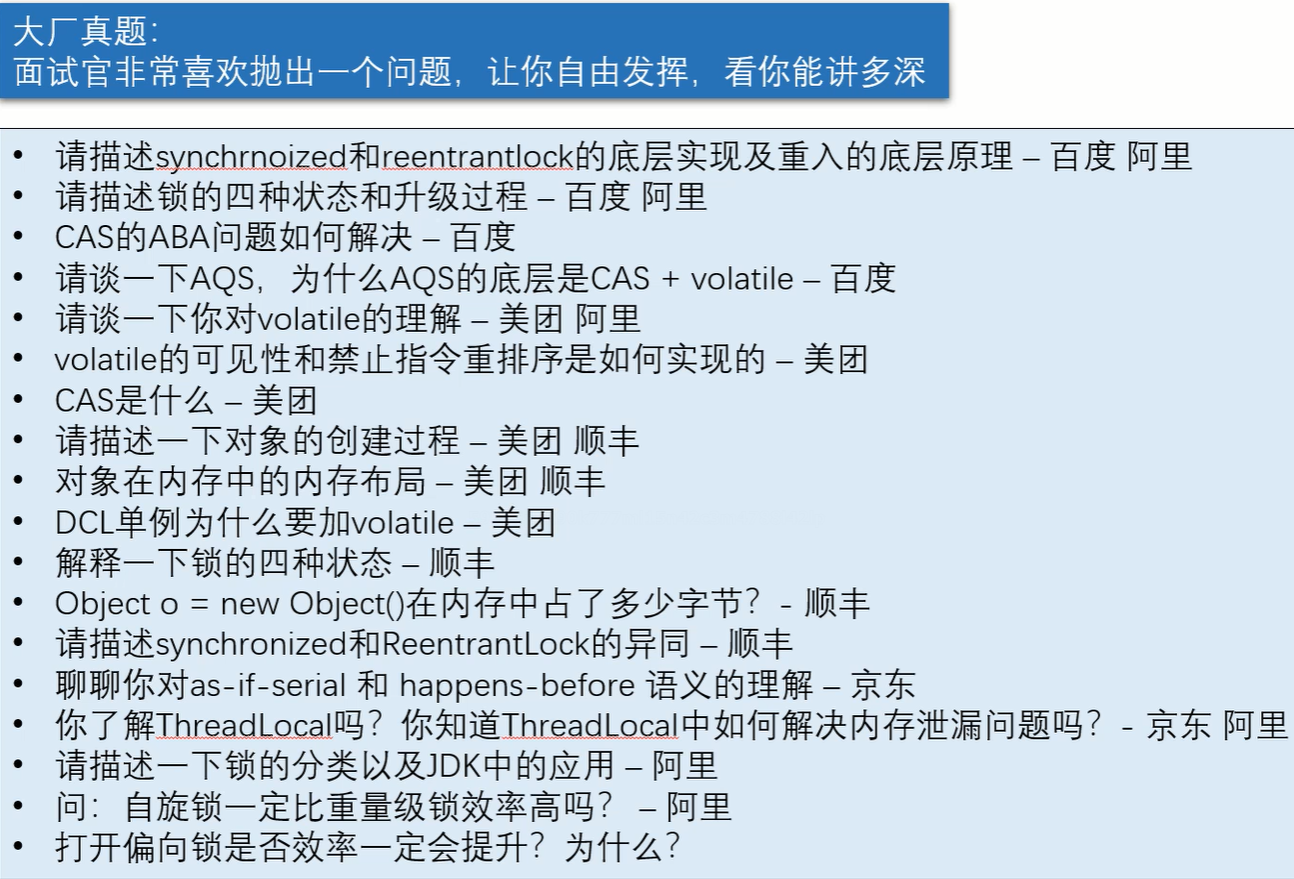 大厂真题：
面试官非常喜欢抛出一个问题，让你自由发挥，看你能讲多深
• 请描述synchrnoized和reentrantlock的底层实现及重入的底层原理 – 百度 阿里
• 请描述锁的四种状态和升级过程 – 百度 阿里
• CAS的ABA问题如何解决 – 百度
• 请谈一下AQS，为什么AQS的底层是CAS + volatile – 百度
• 请谈一下你对volatile的理解 – 美团 阿里
• volatile的可见性和禁止指令重排序是如何实现的 – 美团
• CAS是什么 – 美团
• 请描述一下对象的创建过程 – 美团 顺丰
• 对象在内存中的内存布局 – 美团 顺丰
• DCL单例为什么要加volatile – 美团
• 解释一下锁的四种状态 – 顺丰
• Object o = new Object()在内存中占了多少字节？ - 顺丰
• 请描述synchronized和ReentrantLock的异同 – 顺丰
• 聊聊你对as-if-serial 和 happens-before 语义的理解 – 京东
• 你了解ThreadLocal吗？你知道ThreadLocal中如何解决内存泄漏问题吗？ - 京东 阿里
• 请描述一下锁的分类以及JDK中的应用 – 阿里
• 问：自旋锁一定比重量级锁效率高吗？ – 阿里
• 打开偏向锁是否效率一定会提升？为什么？